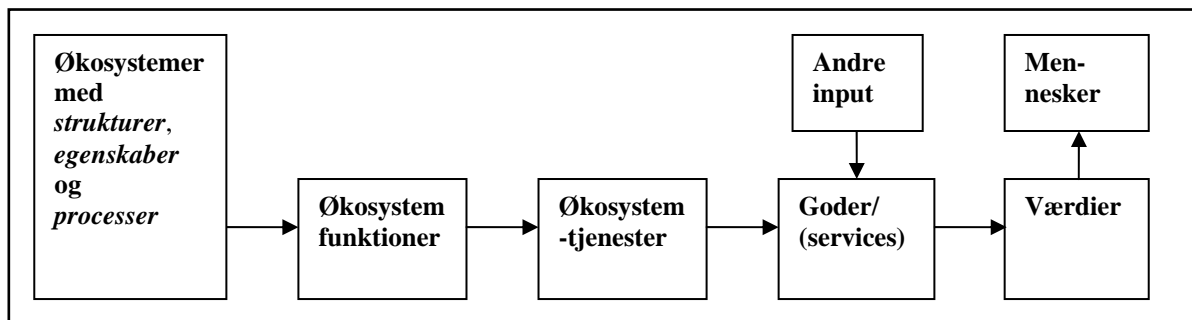 Økosystemer
med
strukturer,
egenskaber
og
processer
Økosystem
funktioner
Økosystem
-tjenester
Andre
input
Goder/
(services)
Men-
nesker
Værdier